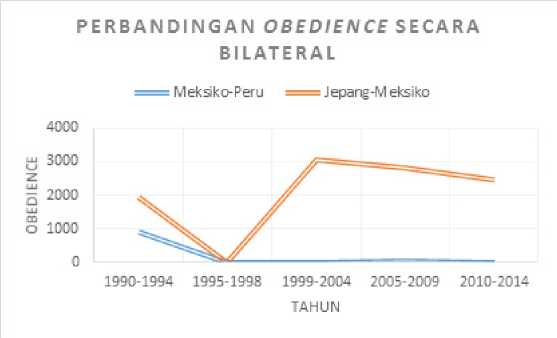 PERBANDINGAN OBEDIENCE SECARA
BILATERAL
Meksiko-Peru Jepang-Meksiko
4000
3000
2000
1000
0
OBEDIENCE
1990-1994 1995-1998 1999-2004 2005-2009 2010-2014
TAHUN